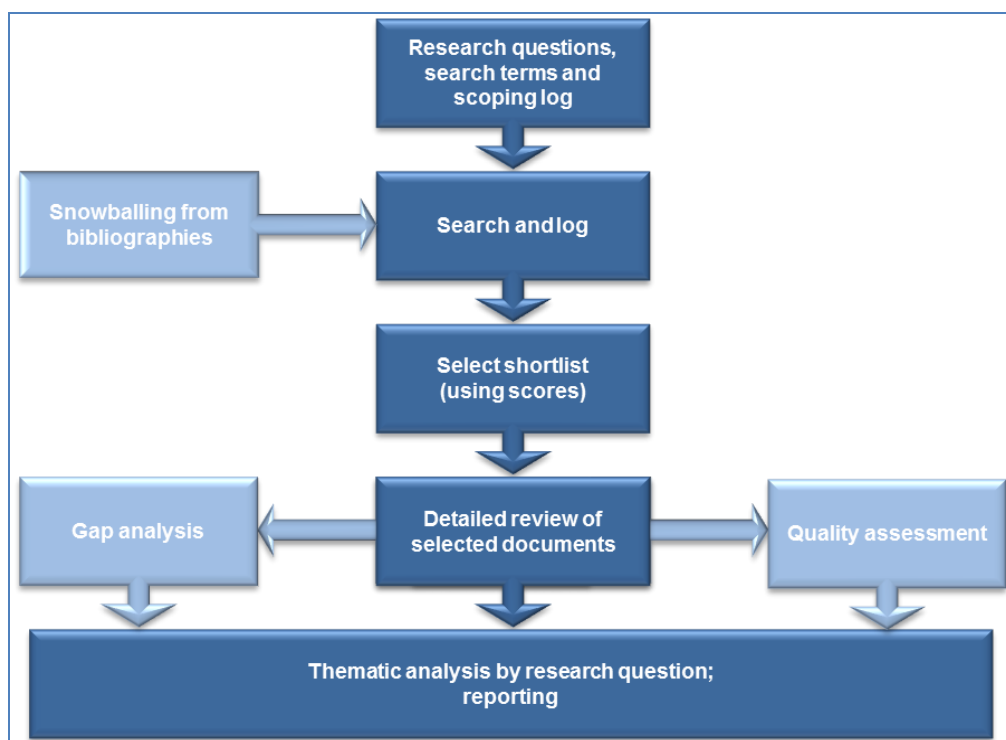 Research questions,
search terms and
scoping log
Snowballing from
bibliographies
Search and log
Select shortlist
(using scores)
Gap analysis
Detailed review of
selected documents
Quality assessment
Thematic analysis by research question;
reporting